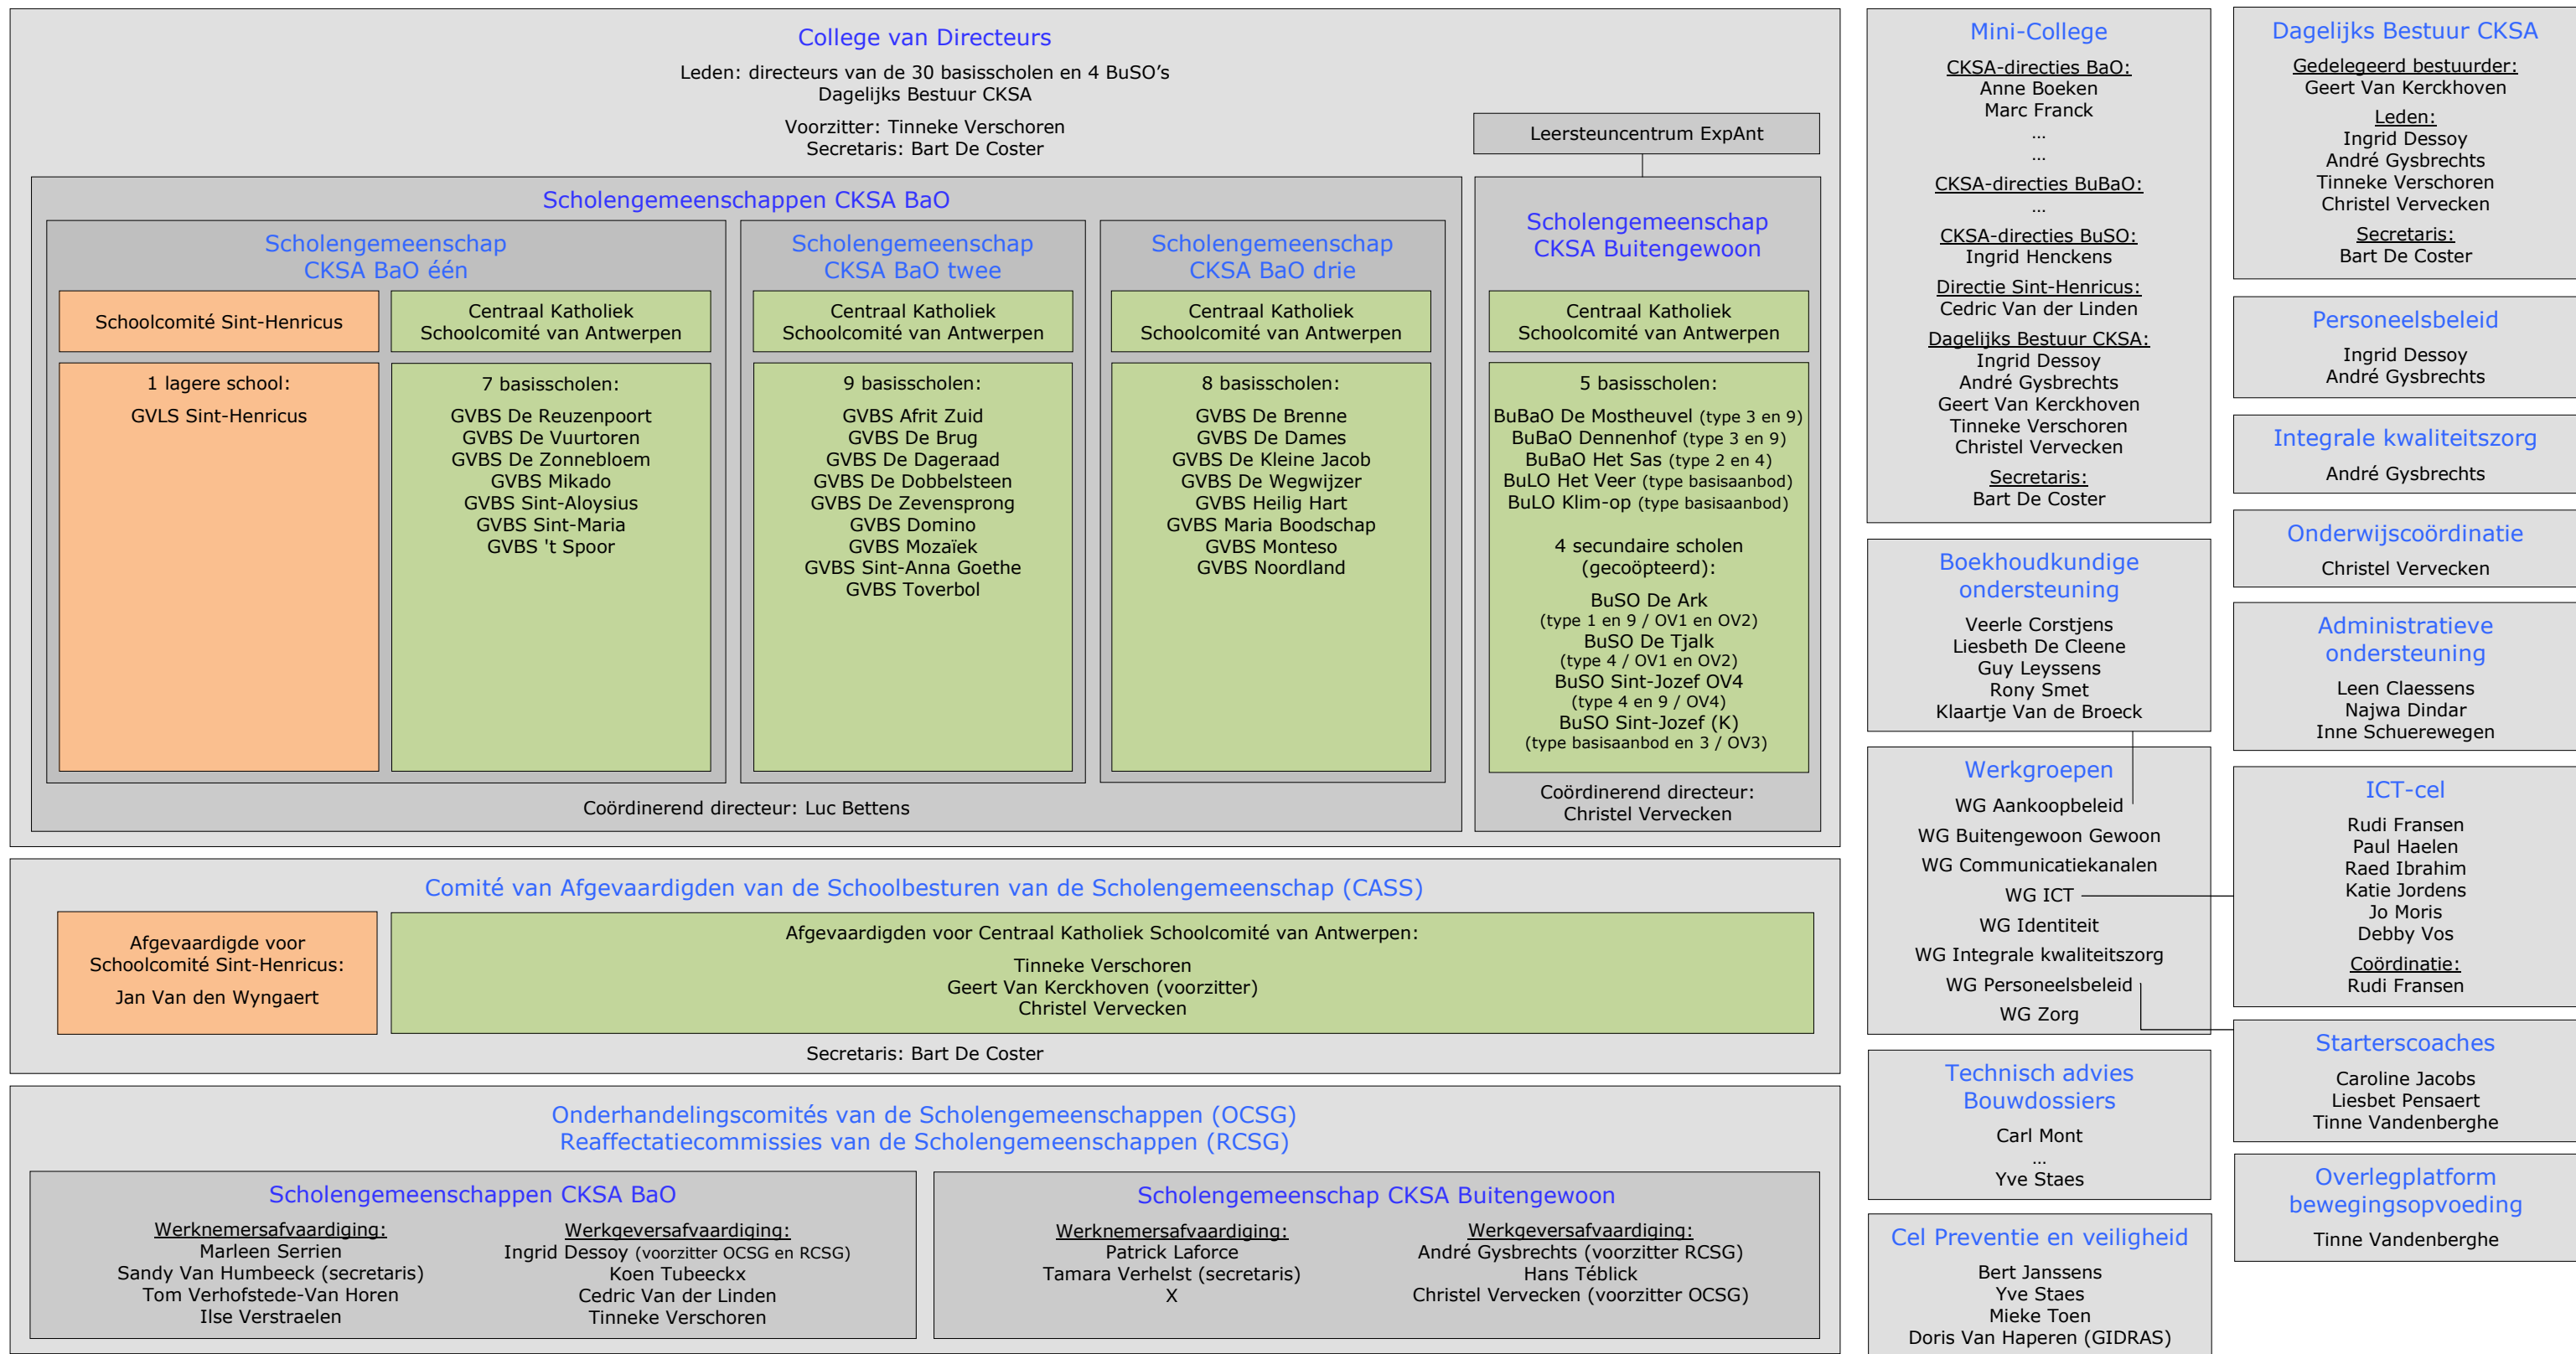 College van Directeurs
Leden: directeurs van de 30 basisscholen en 4 BuSO's
Dagelijks Bestuur CKSA
Voorzitter: Tinneke Verschoren
Secretaris: Bart De Coster
Leersteuncentrum ExpAnt
Scholengemeenschappen CKSA BaO
Scholengemeenschap
CKSA BaO één
Schoolcomité Sint-Henricus
1 lagere school:
GVLS Sint-Henricus
Centraal Katholiek
Schoolcomité van Antwerpen
7 basisscholen:
GVBS De Reuzenpoort
GVBS De Vuurtoren
GVBS De Zonnebloem
GVBS Mikado
GVBS Sint-Aloysius
GVBS Sint-Maria
GVBS 't Spoor
Scholengemeenschap
CKSA BaO twee
Centraal Katholiek
Schoolcomité van Antwerpen
9 basisscholen:
GVBS Afrit Zuid
GVBS De Brug
GVBS De Dageraad
GVBS De Dobbelsteen
GVBS De Zevensprong
GVBS Domino
GVBS Mozaïek
GVBS Sint-Anna Goethe
GVBS Toverbol
Scholengemeenschap
CKSA BaO drie
Centraal Katholiek
Schoolcomité van Antwerpen
8 basisscholen:
GVBS De Brenne
GVBS De Dames
GVBS De Kleine Jacob
GVBS De Wegwijzer
GVBS Heilig Hart
GVBS Maria Boodschap
GVBS Monteso
GVBS Noordland
Coördinerend directeur: Luc Bettens
Scholengemeenschap
CKSA Buitengewoon
Centraal Katholiek
Schoolcomité van Antwerpen
5 basisscholen:
BuBaO De Mostheuvel (type 3 en 9)
BuBaO Dennenhof (type 3 en 9)
BuBaO Het Sas (type 2 en 4)
BuLO Het Veer (type basisaanbod)
BuLO Klim-op (type basisaanbod)
4 secundaire scholen
(gecoöpteerd):
BuSO De Ark
(type 1 en 9 / OV1 en OV2)
BuSO De Tjalk
(type 4 / OV1 en OV2)
BuSO Sint-Jozef OV4
(type 4 en 9 / OV4)
BuSO Sint-Jozef (K)
(type basisaanbod en 3 / OV3)
Coördinerend directeur:
Christel Vervecken
Comité van Afgevaardigden van de Schoolbesturen van de Scholengemeenschap (CASS)
Afgevaardigde voor
Schoolcomité Sint-Henricus:
Jan Van den Wyngaert
Afgevaardigden voor Centraal Katholiek Schoolcomité van Antwerpen:
Tinneke Verschoren
Geert Van Kerckhoven (voorzitter)
Christel Vervecken
Secretaris: Bart De Coster
Onderhandelingscomités van de Scholengemeenschappen (OCSG)
Reaffectatiecommissies van de Scholengemeenschappen (RCSG)
Scholengemeenschappen CKSA BaO
Werknemersafvaardiging:
Marleen Serrien
Sandy Van Humbeeck (secretaris)
Tom Verhofstede-Van Horen
Ilse Verstraelen
Werkgeversafvaardiging:
Ingrid Dessoy (voorzitter OCSG en RCSG)
Koen Tubeeckx
Cedric Van der Linden
Tinneke Verschoren
Scholengemeenschap CKSA Buitengewoon
Werknemersafvaardiging:
Patrick Laforce
Tamara Verhelst (secretaris)
X
Werkgeversafvaardiging:
André Gysbrechts (voorzitter RCSG)
Hans Téblick
Christel Vervecken (voorzitter OCSG)
Mini-College
CKSA-directies BaO:
Anne Boeken
Marc Franck
...
...
CKSA-directies BuBaO:
...
CKSA-directies BuSO:
Ingrid Henckens
Directie Sint-Henricus:
Cedric Van der Linden
Dagelijks Bestuur CKSA:
Ingrid Dessoy
André Gysbrechts
Geert Van Kerckhoven
Tinneke Verschoren
Christel Vervecken
Secretaris:
Bart De Coster
Boekhoudkundige
ondersteuning
Veerle Corstjens
Liesbeth De Cleene
Guy Leyssens
Rony Smet
Klaartje Van de Broeck
Werkgroepen
WG Aankoopbeleid
WG Buitengewoon Gewoon
WG Communicatiekanalen
WG ICT
WG Identiteit
WG Integrale kwaliteitszorg
WG Personeelsbeleid
WG Zorg
Technisch advies
Bouwdossiers
Carl Mont
...
Yve Staes
Cel Preventie en veiligheid
Bert Janssens
Yve Staes
Mieke Toen
Doris Van Haperen (GIDRAS)
Dagelijks Bestuur CKSA
Gedelegeerd bestuurder:
Geert Van Kerckhoven
Leden:
Ingrid Dessoy
André Gysbrechts
Tinneke Verschoren
Christel Vervecken
Secretaris:
Bart De Coster
Personeelsbeleid
Ingrid Dessoy
André Gysbrechts
Integrale kwaliteitszorg
André Gysbrechts
Onderwijscoördinatie
Christel Vervecken
Administratieve
ondersteuning
Leen Claessens
Najwa Dindar
Inne Schuerewegen
ICT-cel
Rudi Fransen
Paul Haelen
Raed Ibrahim
Katie Jordens
Jo Moris
Debby Vos
Coördinatie:
Rudi Fransen
Starterscoaches
Caroline Jacobs
Liesbet Pensaert
Tinne Vandenberghe
Overlegplatform
bewegingsopvoeding
Tinne Vandenberghe